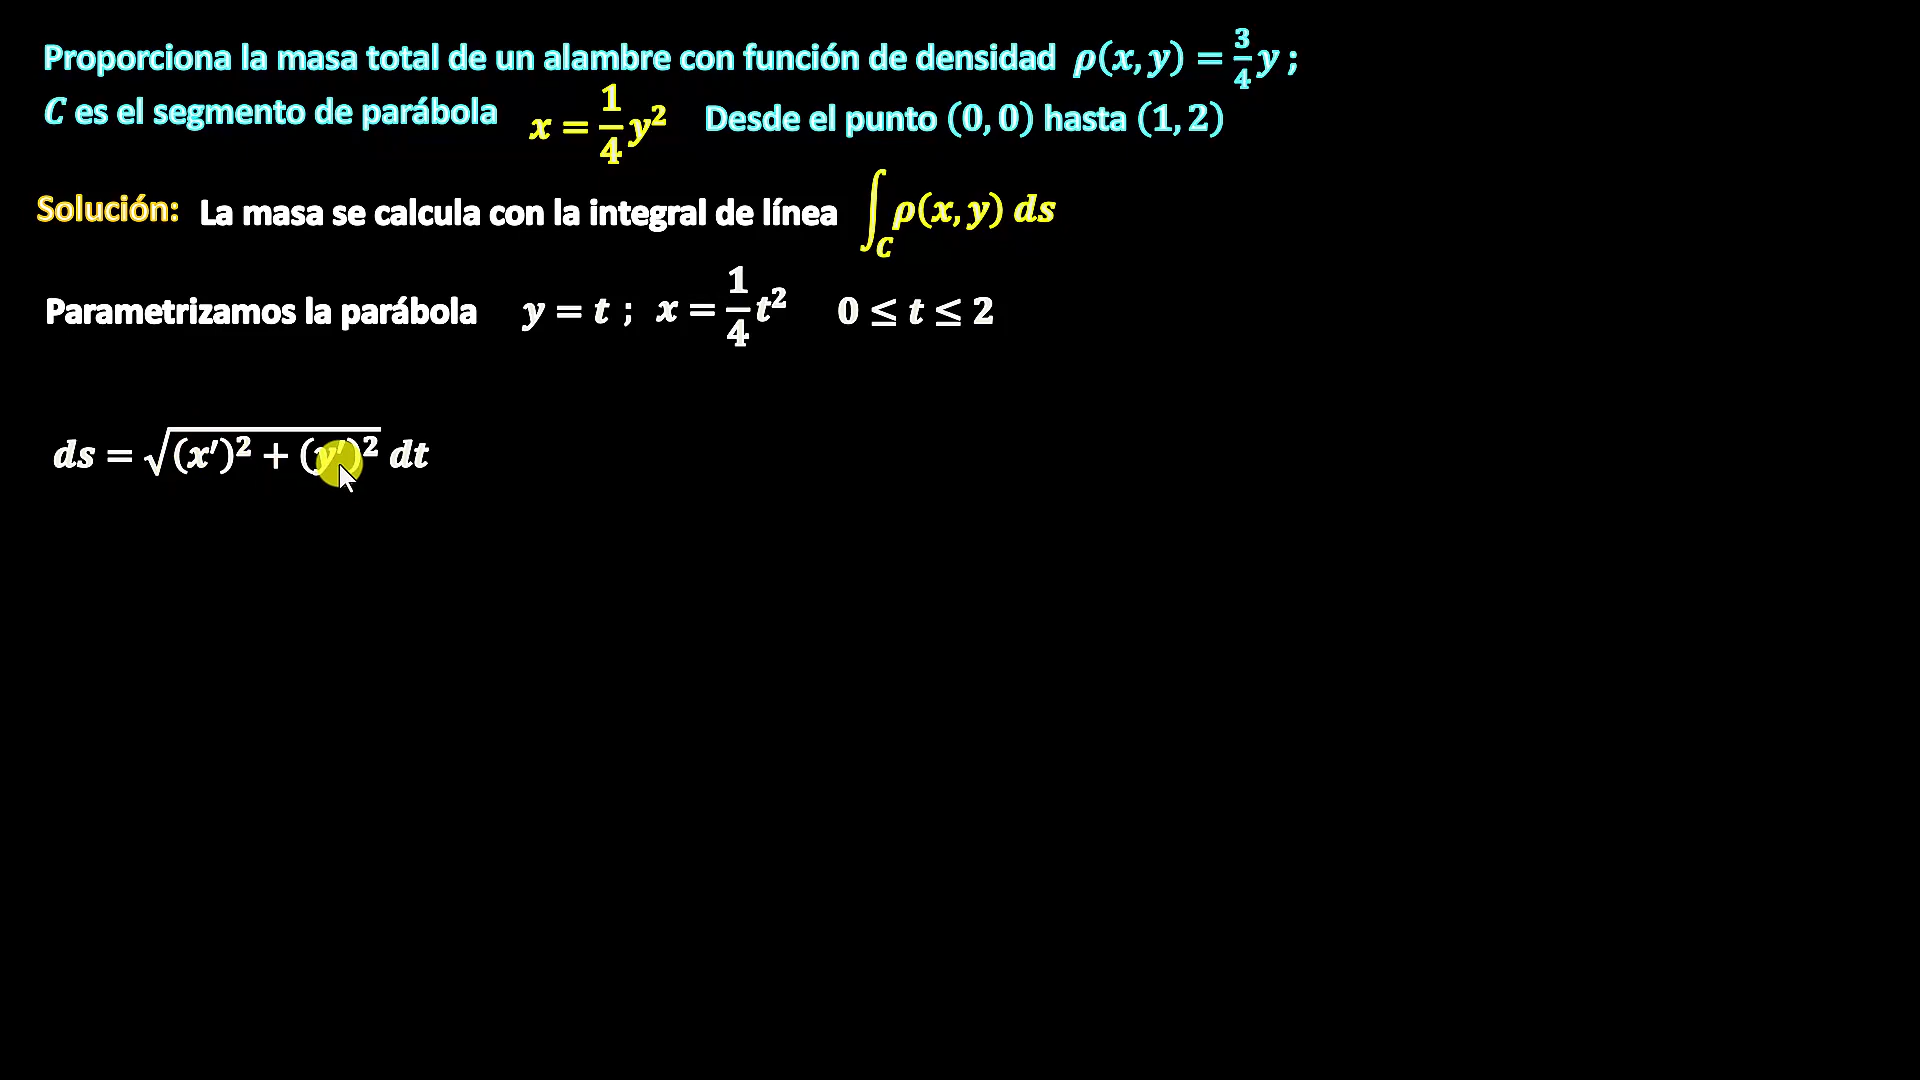 Proporciona la masa total de un alambre con función de densidad ρ(x, y) = 3/4 y ;
C es el segmento de parábola x = 1/4 y² Desde el punto (0, 0) hasta (1, 2)
Solución: La masa se calcula con la integral de línea ∫_C ρ(x, y) ds
Parametrizamos la parábola y = t ; x = 1/4 t² 0 ≤ t ≤ 2
ds = √((x′)² + (y′)²) dt